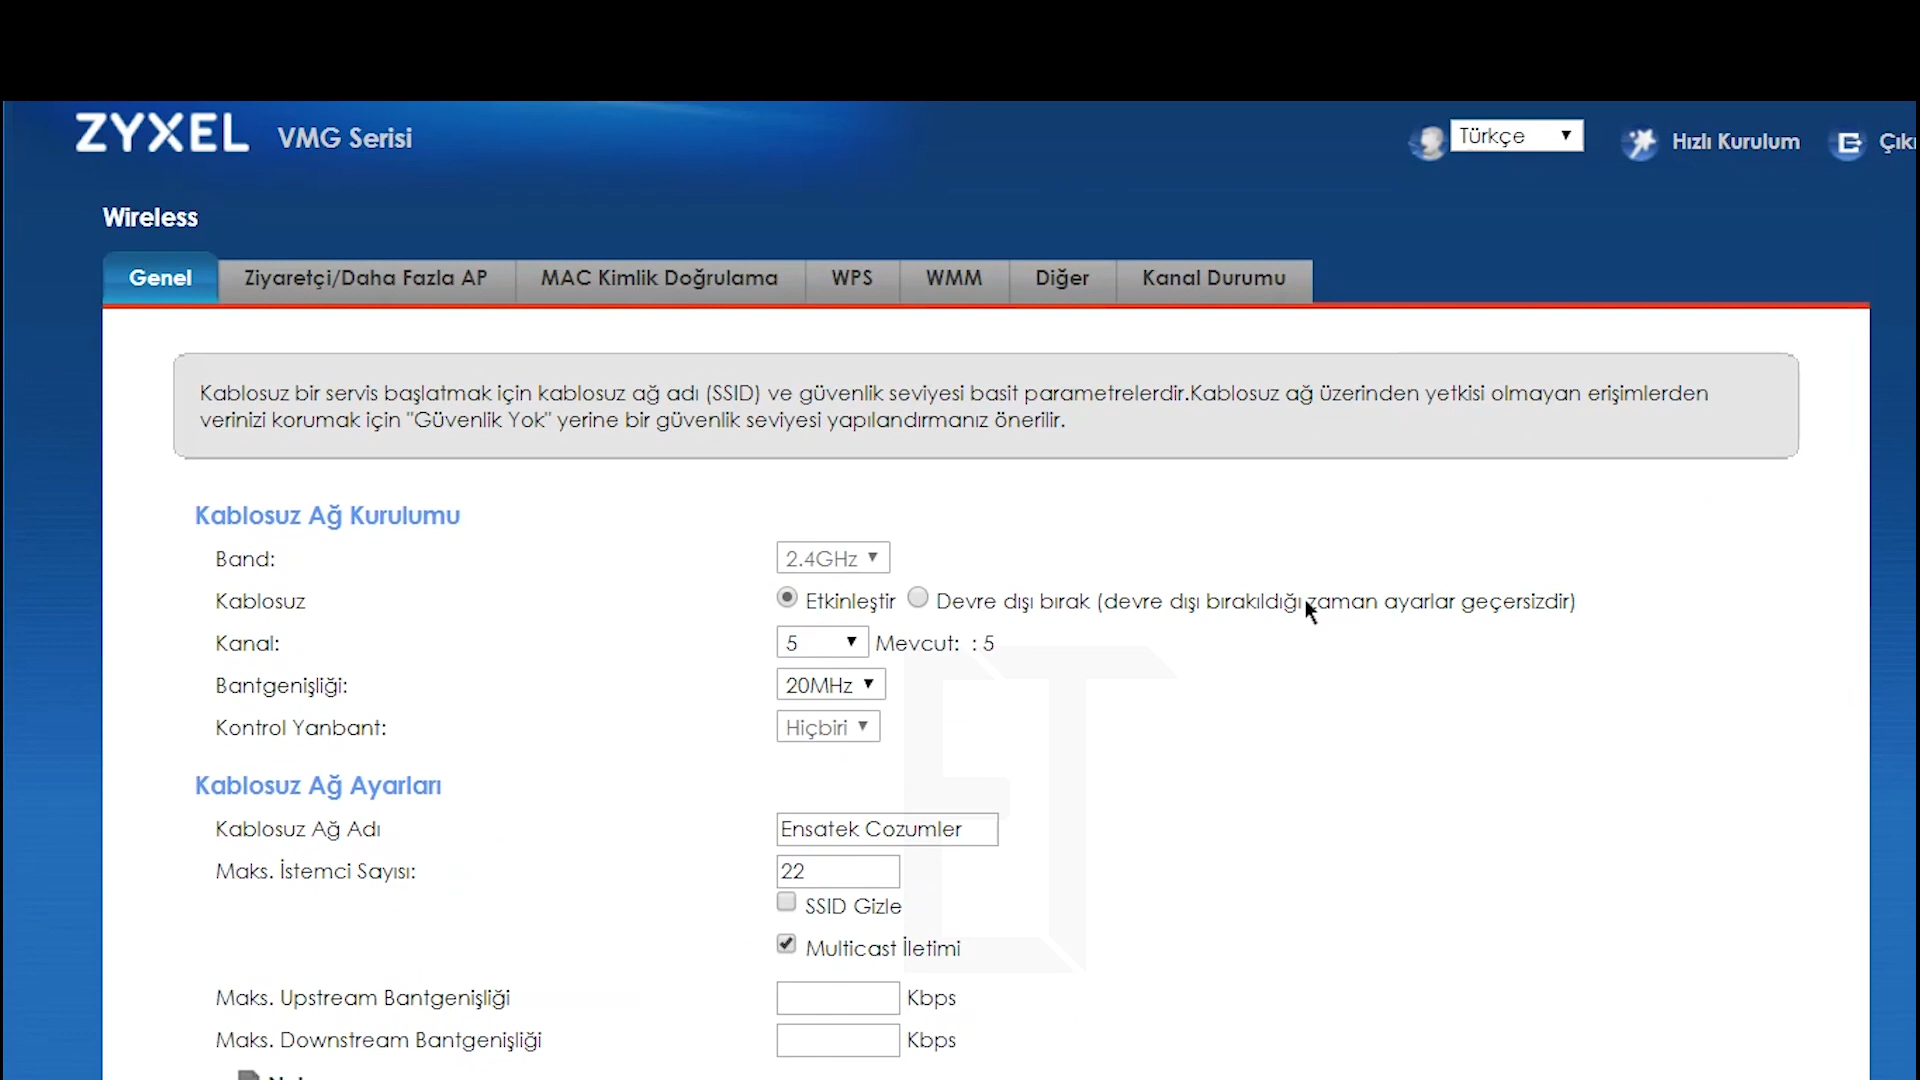 ZYXEL VMG Serisi
Türkçe
Hızlı Kurulum
Wireless
Genel
Ziyaretçi/Daha Fazla AP
MAC Kimlik Doğrulama
WPS
WMM
Diğer
Kanal Durumu
Kablosuz bir servis başlatmak için kablosuz ağ adı (SSID) ve güvenlik seviyesi basit parametrelerdir.Kablosuz ağ üzerinden yetkisi olmayan erişimlerden
verinizi korumak için "Güvenlik Yok" yerine bir güvenlik seviyesi yapılandırmanız önerilir.
Kablosuz Ağ Kurulumu
Band: 2.4GHz
Kablosuz Etkinleştir Devre dışı bırak (devre dışı bırakıldığı zaman ayarlar geçersizdir)
Kanal: 5 Mevcut: : 5
Bantgenişliği: 20MHz
Kontrol Yanbant: Hiçbiri
Kablosuz Ağ Ayarları
Kablosuz Ağ Adı Ensatek Cozumler
Maks. İstemci Sayısı: 22
SSID Gizle
Multicast İletimi
Maks. Upstream Bantgenişliği Kbps
Maks. Downstream Bantgenişliği Kbps